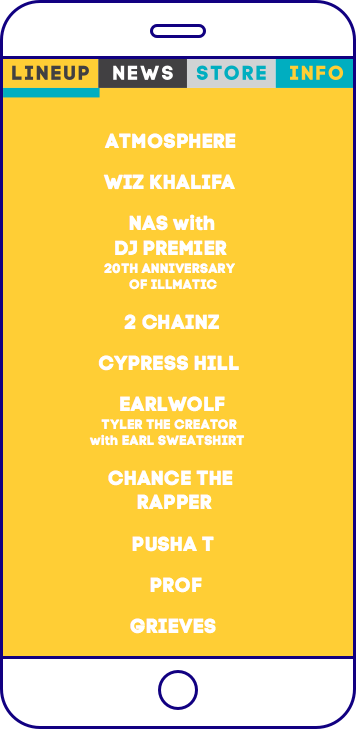 LINEUP NEWS STORE INFO
ATMOSPHERE
WIZ KHALIFA
NAS with
DJ PREMIER
20TH ANNIVERSARY
OF ILLMATIC
2 CHAINZ
CYPRESS HILL
EARLWOLF
TYLER THE CREATOR
with EARL SWEATSHIRT
CHANCE THE
RAPPER
PUSHA T
PROF
GRIEVES